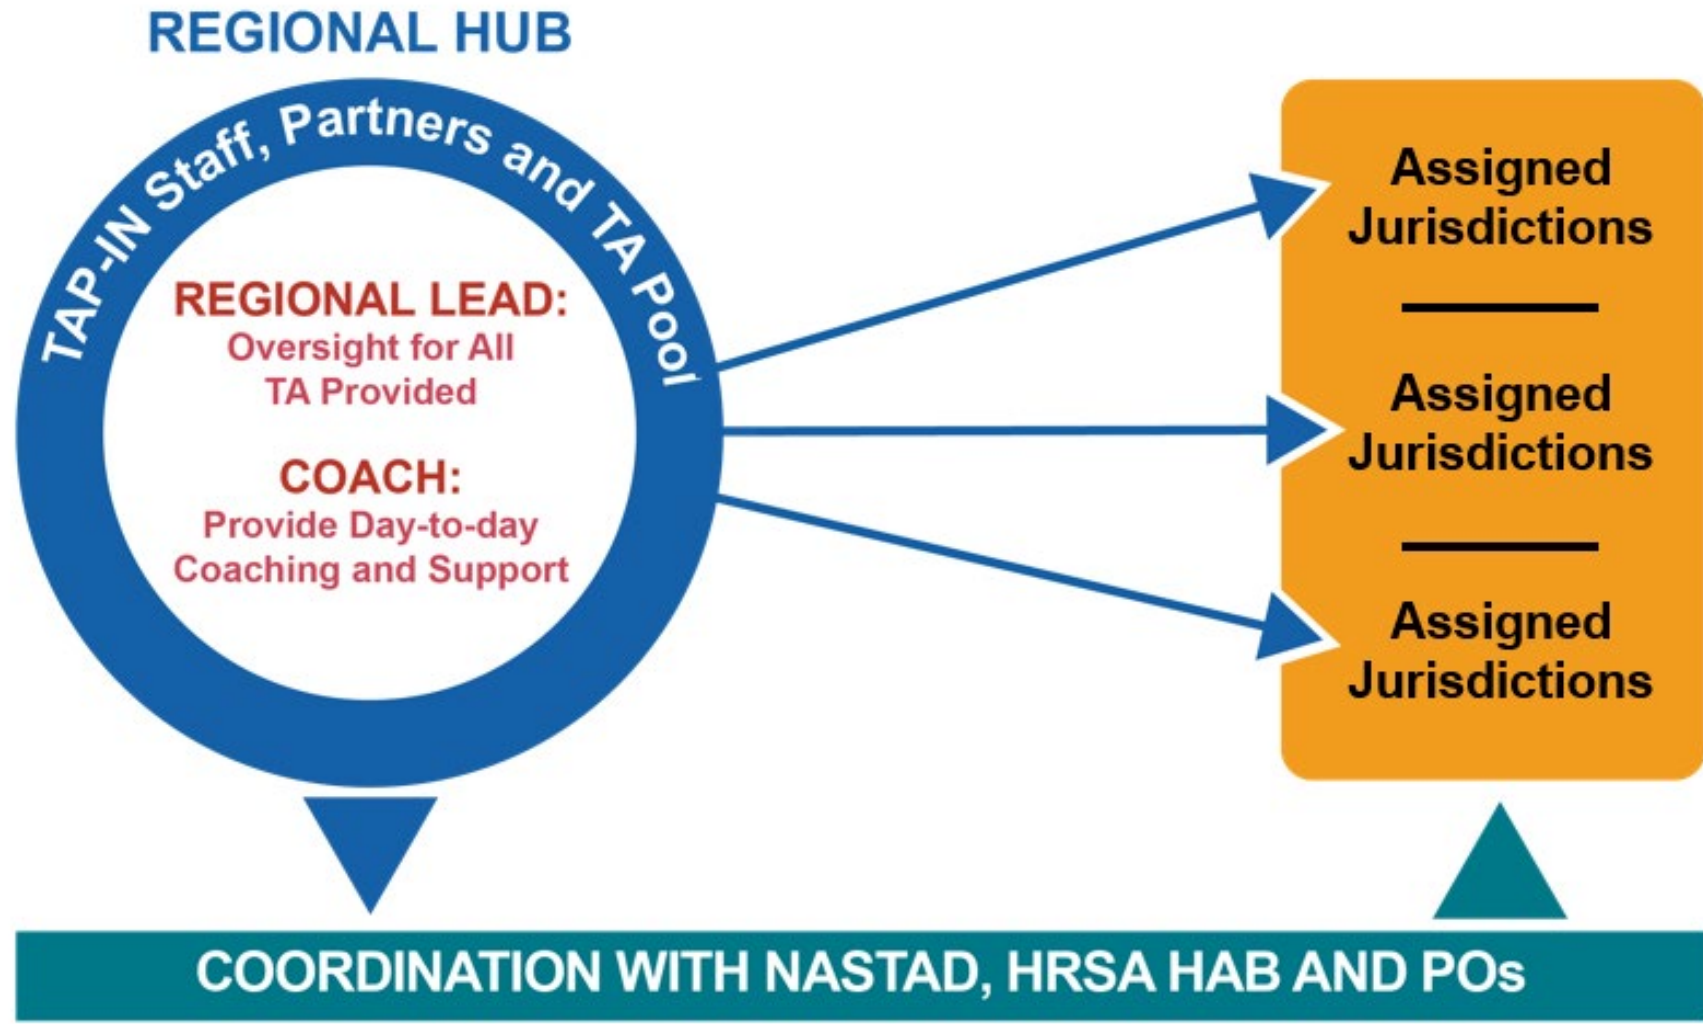 REGIONAL HUB
TAP-IN Staff, Partners and TA Pool
REGIONAL LEAD:
Oversight for All
TA Provided
COACH:
Provide Day-to-day
Coaching and Support
Assigned
Jurisdictions
Assigned
Jurisdictions
Assigned
Jurisdictions
COORDINATION WITH NASTAD, HRSA HAB AND POs